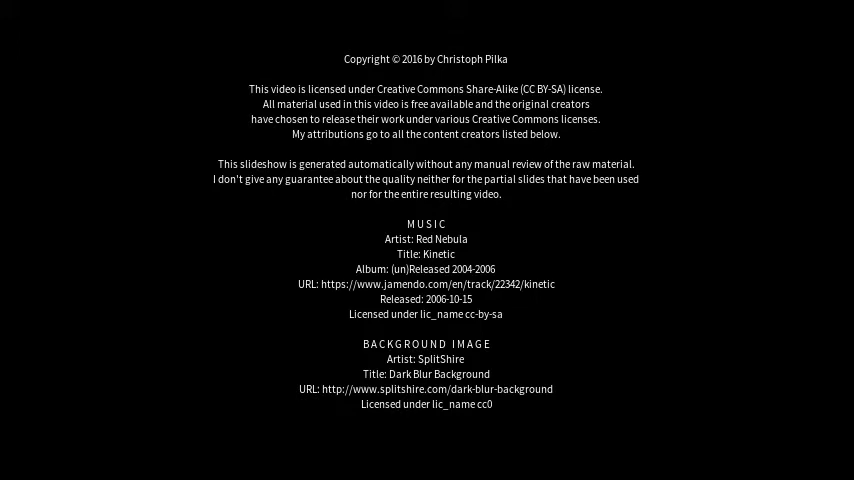 Copyright © 2016 by Christoph Pilka
This video is licensed under Creative Commons Share-Alike (CC BY-SA) license.
All material used in this video is free available and the original creators
have chosen to release their work under various Creative Commons licenses.
My attributions go to all the content creators listed below.
This slideshow is generated automatically without any manual review of the raw material.
I don't give any guarantee about the quality neither for the partial slides that have been used
nor for the entire resulting video.
MUSIC
Artist: Red Nebula
Title: Kinetic
Album: (un)Released 2004-2006
URL: https://www.jamendo.com/en/track/22342/kinetic
Released: 2006-10-15
Licensed under lic_name cc-by-sa
BACKGROUND IMAGE
Artist: SplitShire
Title: Dark Blur Background
URL: http://www.splitshire.com/dark-blur-background
Licensed under lic_name cc0